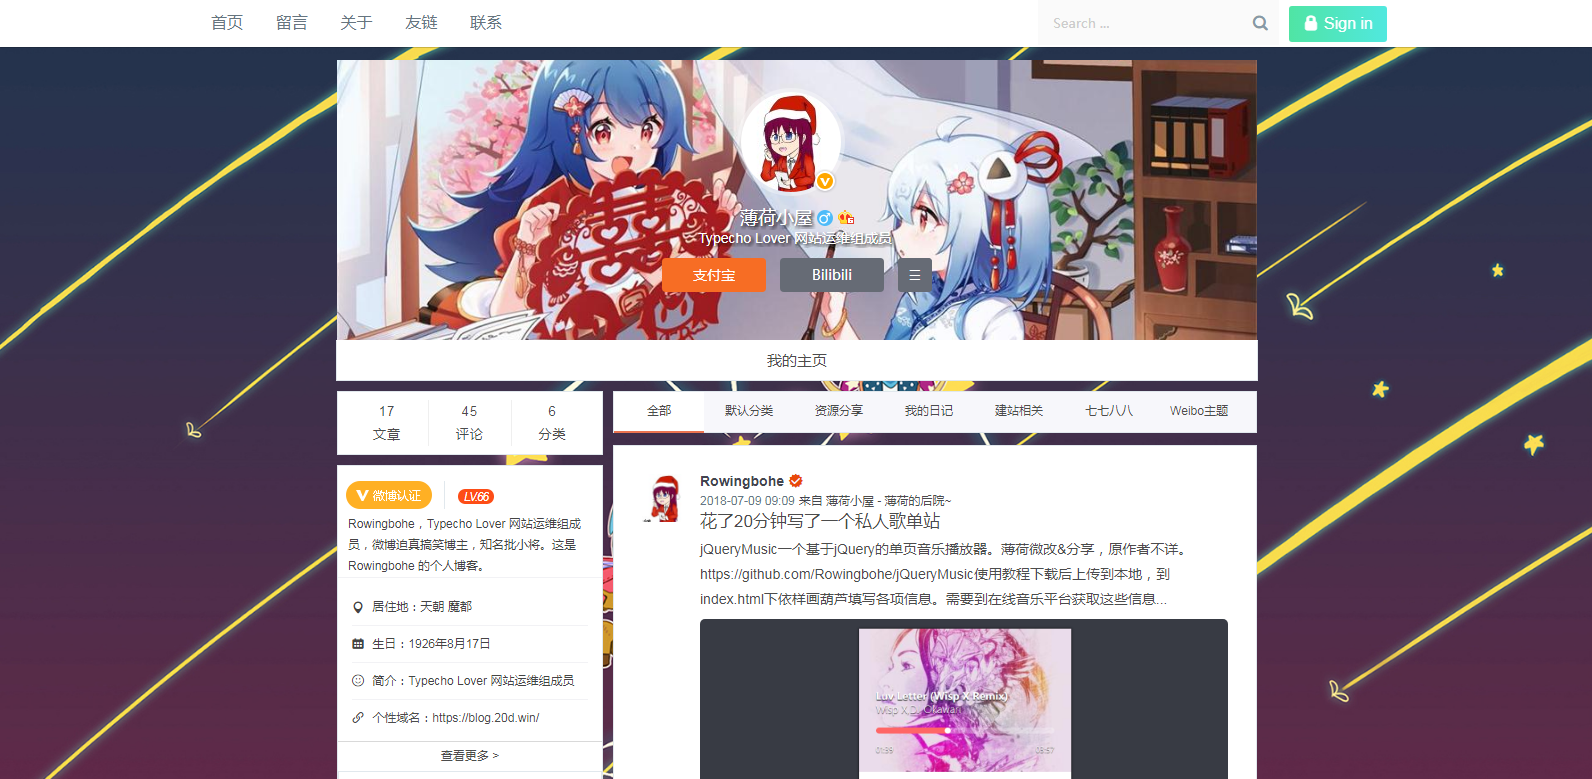 首页 留言 关于 友链 联系 Search ... Sign in
薄荷小屋
Typecho Lover 网站运维组成员
支付宝 Bilibili
我的主页
17 45 6
文章 评论 分类
微博认证 LV66
Rowingbohe，Typecho Lover 网站运维组成
员，微博迫真搞笑博主，知名批小将。这是
Rowingbohe 的个人博客。
居住地：天朝 魔都
生日：1926年8月17日
简介：Typecho Lover 网站运维组成员
个性域名：https://blog.20d.win/
查看更多 >
全部 默认分类 资源分享 我的日记 建站相关 七七八八 Weibo主题
Rowingbohe
2018-07-09 09:09 来自 薄荷小屋 - 薄荷的后院~
花了20分钟写了一个私人歌单站
jQueryMusic一个基于jQuery的单页音乐播放器。薄荷微改&分享，原作者不详。
https://github.com/Rowingbohe/jQueryMusic使用教程下载后上传到本地，到
index.html下依样画葫芦填写各项信息。需要到在线音乐平台获取这些信息...
Luv Letter (Wisp X Remix)
Wisp X,DJ Okawari
01:39 03:57